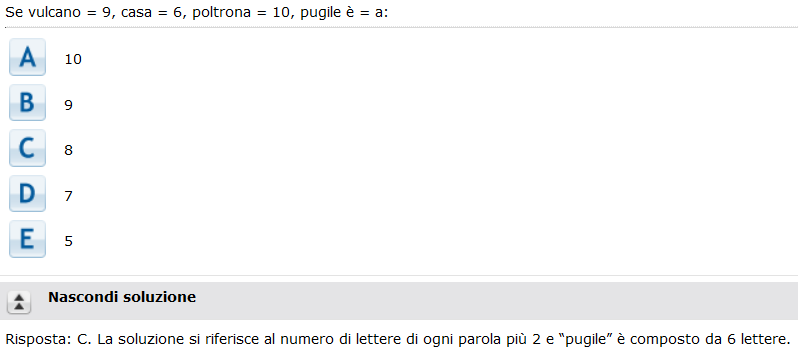 Se vulcano = 9, casa = 6, poltrona = 10, pugile è = a:
A 10
B 9
C 8
D 7
E 5
Nascondi soluzione
Risposta: C. La soluzione si riferisce al numero di lettere di ogni parola più 2 e “pugile” è composto da 6 lettere.